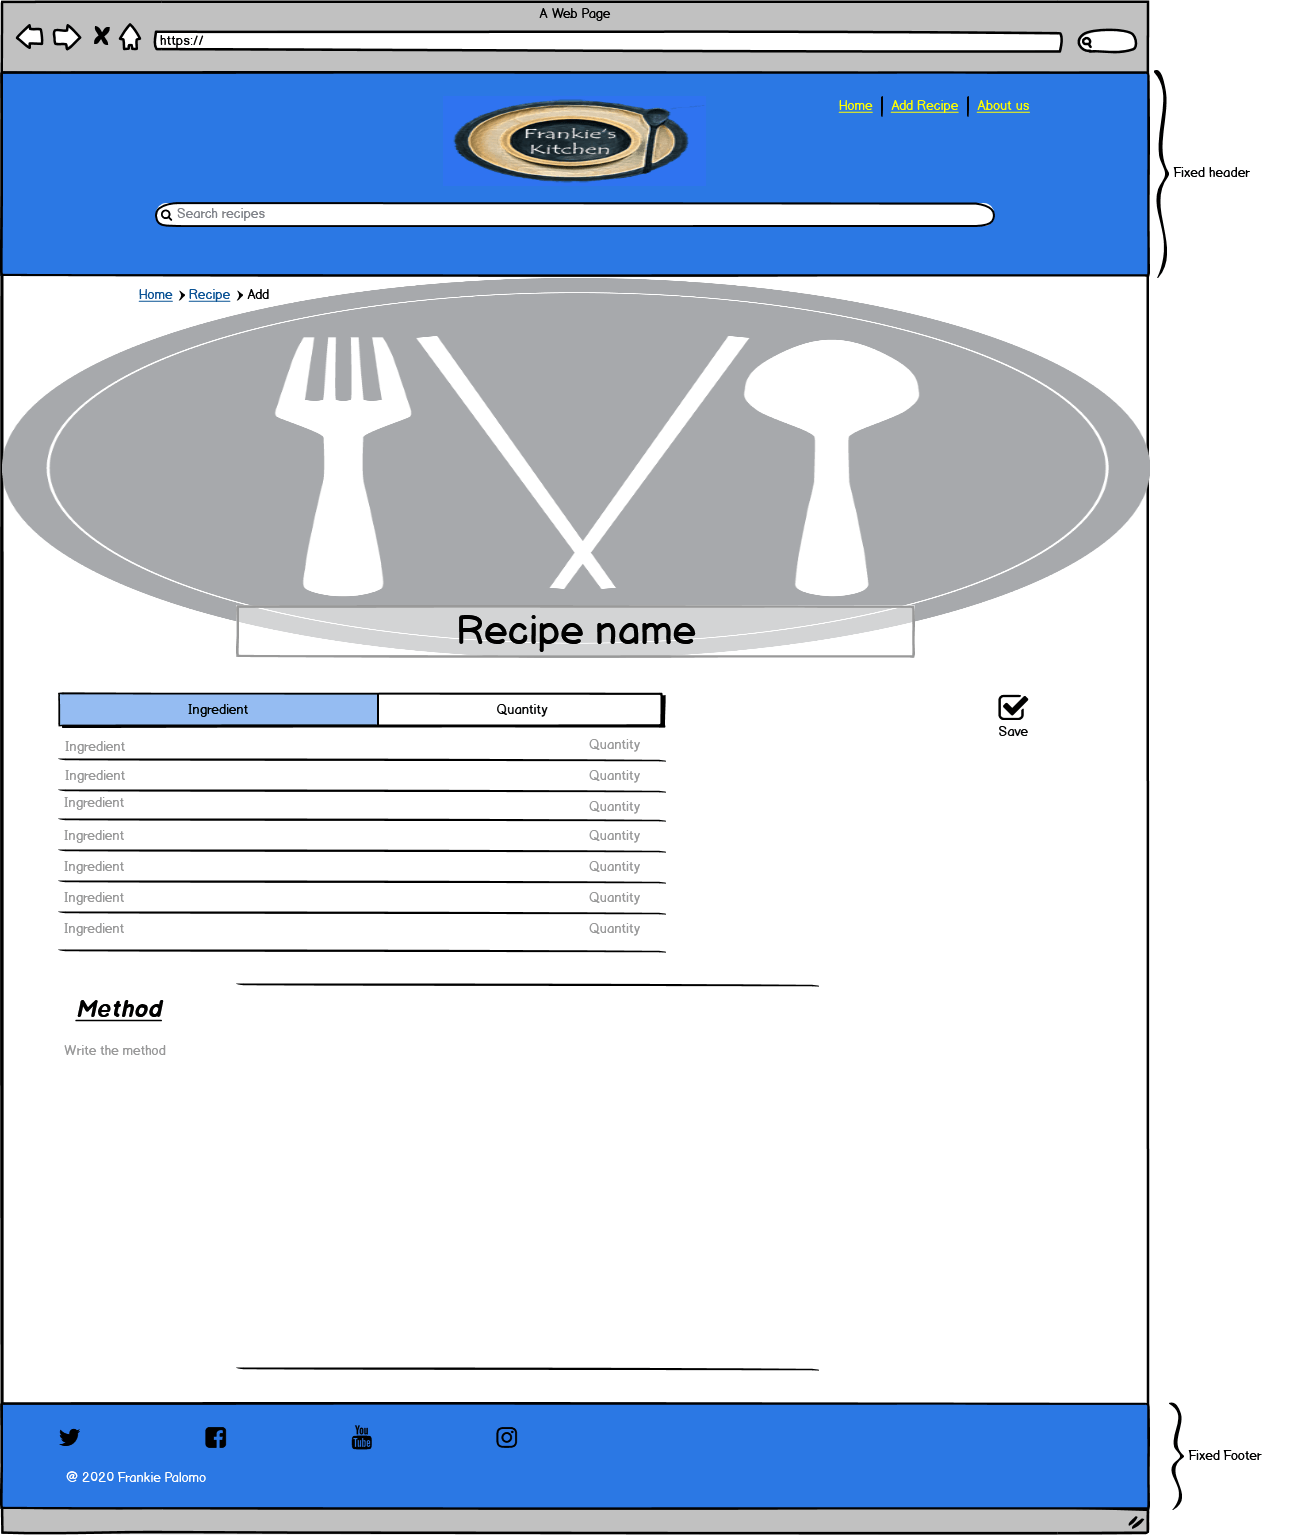 A Web Page
https://
Home
Add Recipe
About us
Frankie's
Kitchen
Fixed header
Search recipes
Home
Recipe
Add
Recipe name
Ingredient
Quantity
Save
Ingredient
Quantity
Ingredient
Quantity
Ingredient
Quantity
Ingredient
Quantity
Ingredient
Quantity
Ingredient
Quantity
Ingredient
Quantity
Method
Write the method
You
Tube
Fixed Footer
@ 2020 Frankie Palomo